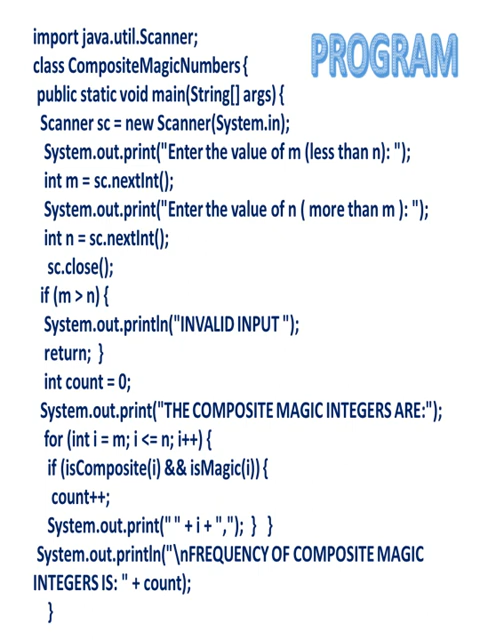 PROGRAM
import java.util.Scanner;
class CompositeMagicNumbers{
public static void main(String[] args) {
Scanner sc = new Scanner(System.in);
System.out.print("Enter the value of m (less than n): ");
int m = sc.nextInt();
System.out.print("Enter the value of n ( more than m ): ");
int n = sc.nextInt();
sc.close();
if (m > n) {
System.out.println("INVALID INPUT ");
return; }
int count = 0;
System.out.print("THE COMPOSITE MAGIC INTEGERS ARE:");
for (int i = m; i <= n; i++) {
if (isComposite(i) && isMagic(i)) {
count++;
System.out.print(" " + i + ","); } }
System.out.println("\nFREQUENCY OF COMPOSITE MAGIC
INTEGERS IS: " + count);
}